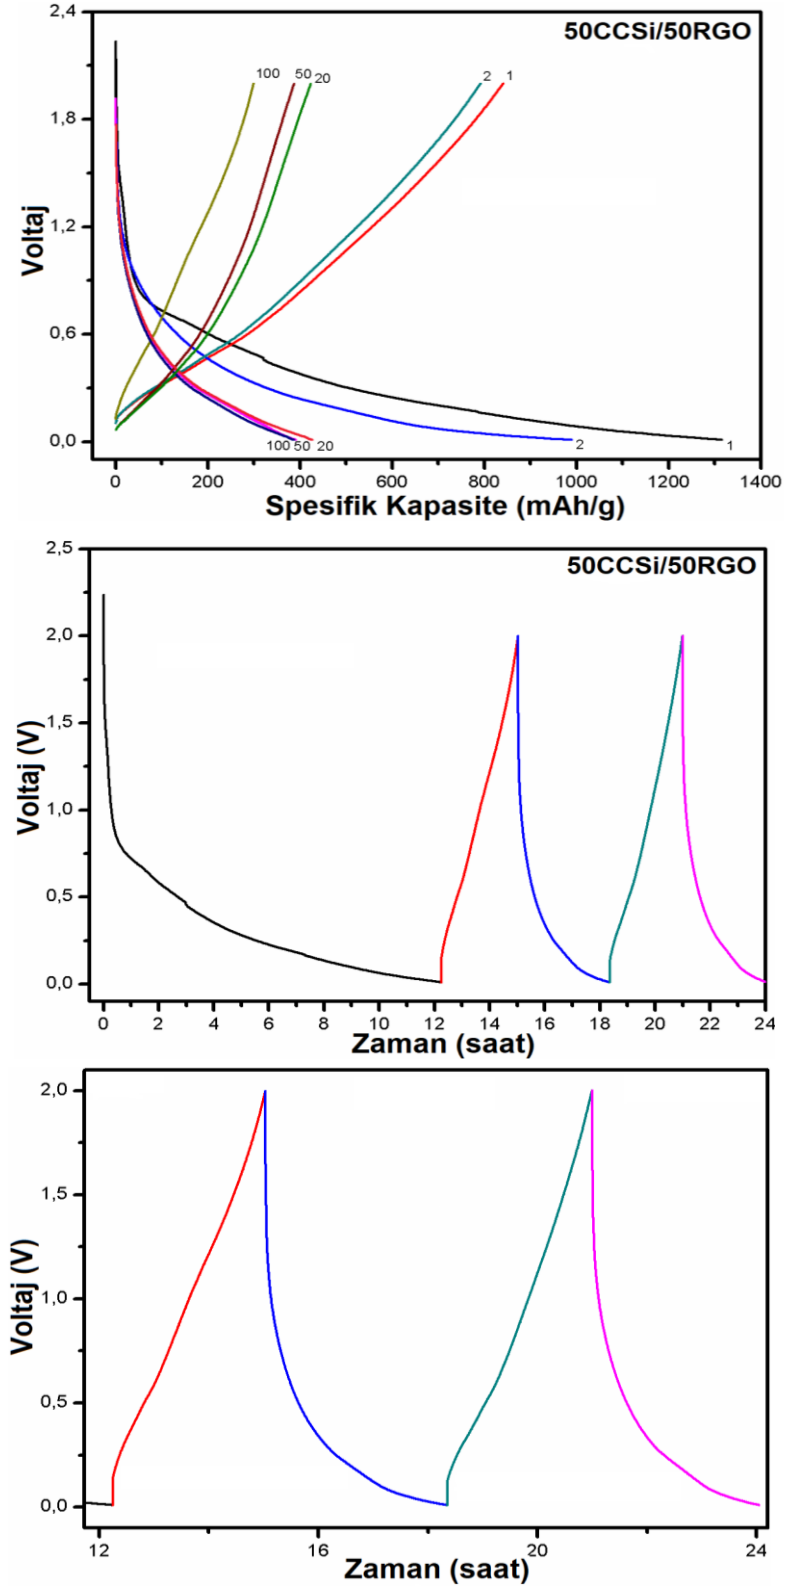 50CCSi/50RGO
2,4
100 50 20 2 1
1,8
1,2
Voltaj
0,6
0,0
100 50 20 2 1
0 200 400 600 800 1000 1200 1400
Spesifik Kapasite (mAh/g)
2,5
50CCSi/50RGO
2,0
1,5
Voltaj (V)
1,0
0,5
0,0
0 2 4 6 8 10 12 14 16 18 20 22 24
Zaman (saat)
2,0
1,5
Voltaj (V)
1,0
0,5
0,0
12 16 20 24
Zaman (saat)